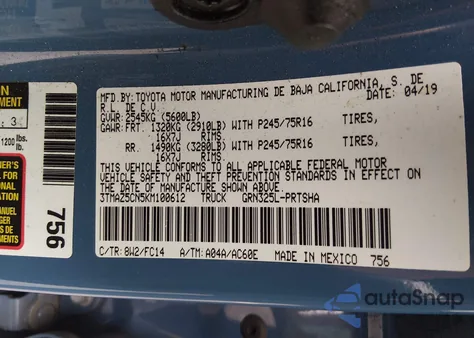 MFD.BY:TOYOTA MOTOR MANUFACTURING DE BAJA CALIFORNIA, S. DE
R.L. DE C.V. DATE: 04/19
GVWR: 2545KG (5600LB)
GAWR:FRT. 1320KG (2910LB) WITH P245/75R16 TIRES,
16X7J RIMS
RR. 1490KG (3280LB) WITH P245/75R16 TIRES,
16X7J RIMS
THIS VEHICLE CONFORMS TO ALL APPLICABLE FEDERAL MOTOR
VEHICLE SAFETY AND THEFT PREVENTION STANDARDS IN EFFECT
ON THE DATE OF MANUFACTURE SHOWN ABOVE.
3TMAZ5CN5KM100612 TRUCK GRN325L-PRTSHA
C/TR: 8W2/FC14 A/TM: A04A/AC60E MADE IN MEXICO 756
756
1200 lbs.
autoSnap